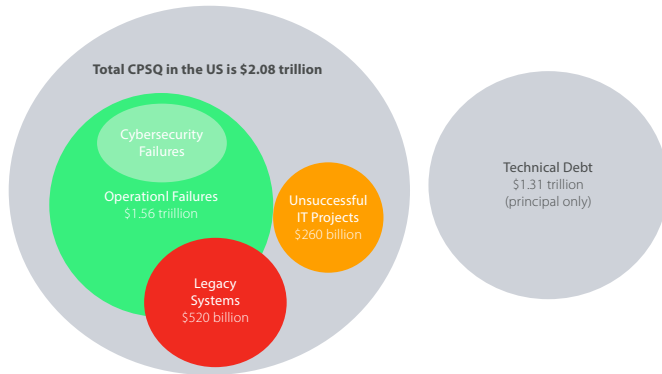 Total CPSQ in the US is $2.08 trillion
Cybersecurity
Failures
Operationl Failures
$1.56 triillion
Unsuccessful
IT Projects
$260 billion
Legacy
Systems
$520 billion
Technical Debt
$1.31 trillion
(principal only)